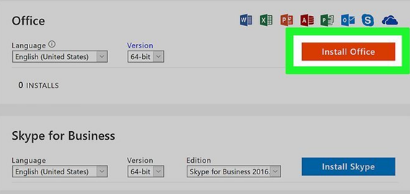 Office
Language Version
English (United States) 64-bit
Install Office
0 INSTALLS
Skype for Business
Language Version Edition
English (United States) 64-bit Skype for Business 2016
Install Skype